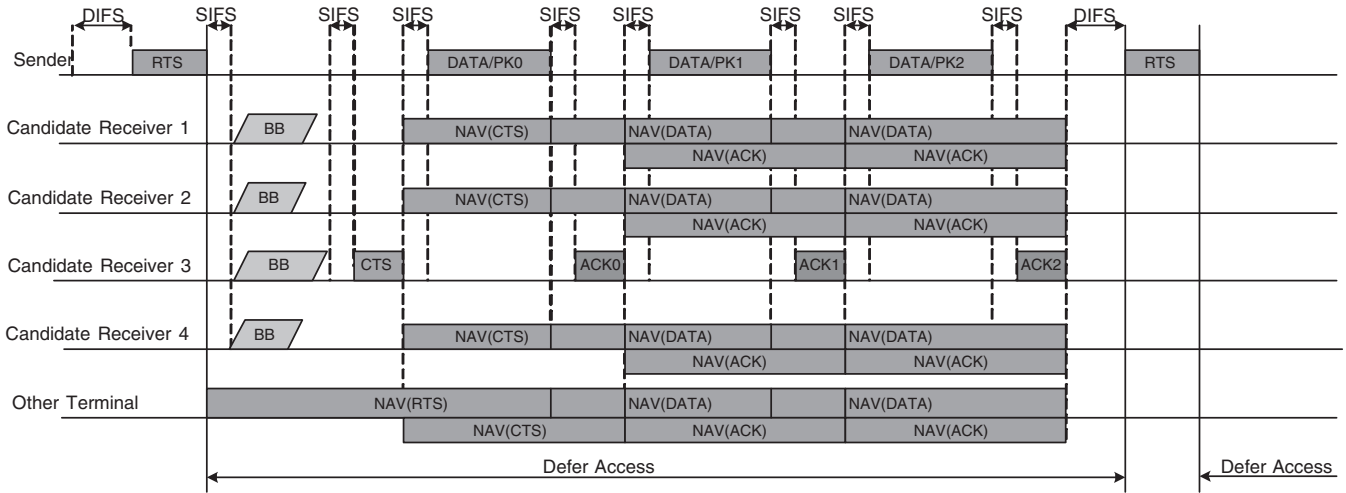 DIFS SIFS SIFS SIFS SIFS SIFS SIFS SIFS SIFS DIFS
Sender RTS DATA/PK0 DATA/PK1 DATA/PK2 RTS
Candidate Receiver 1 BB NAV(CTS) NAV(DATA) NAV(DATA)
NAV(ACK) NAV(ACK)
Candidate Receiver 2 BB NAV(CTS) NAV(DATA) NAV(DATA)
NAV(ACK) NAV(ACK)
Candidate Receiver 3 BB CTS ACK0 ACK1 ACK2
Candidate Receiver 4 BB NAV(CTS) NAV(DATA) NAV(DATA)
NAV(ACK) NAV(ACK)
Other Terminal NAV(RTS) NAV(DATA) NAV(DATA)
NAV(CTS) NAV(ACK) NAV(ACK)
Defer Access Defer Access